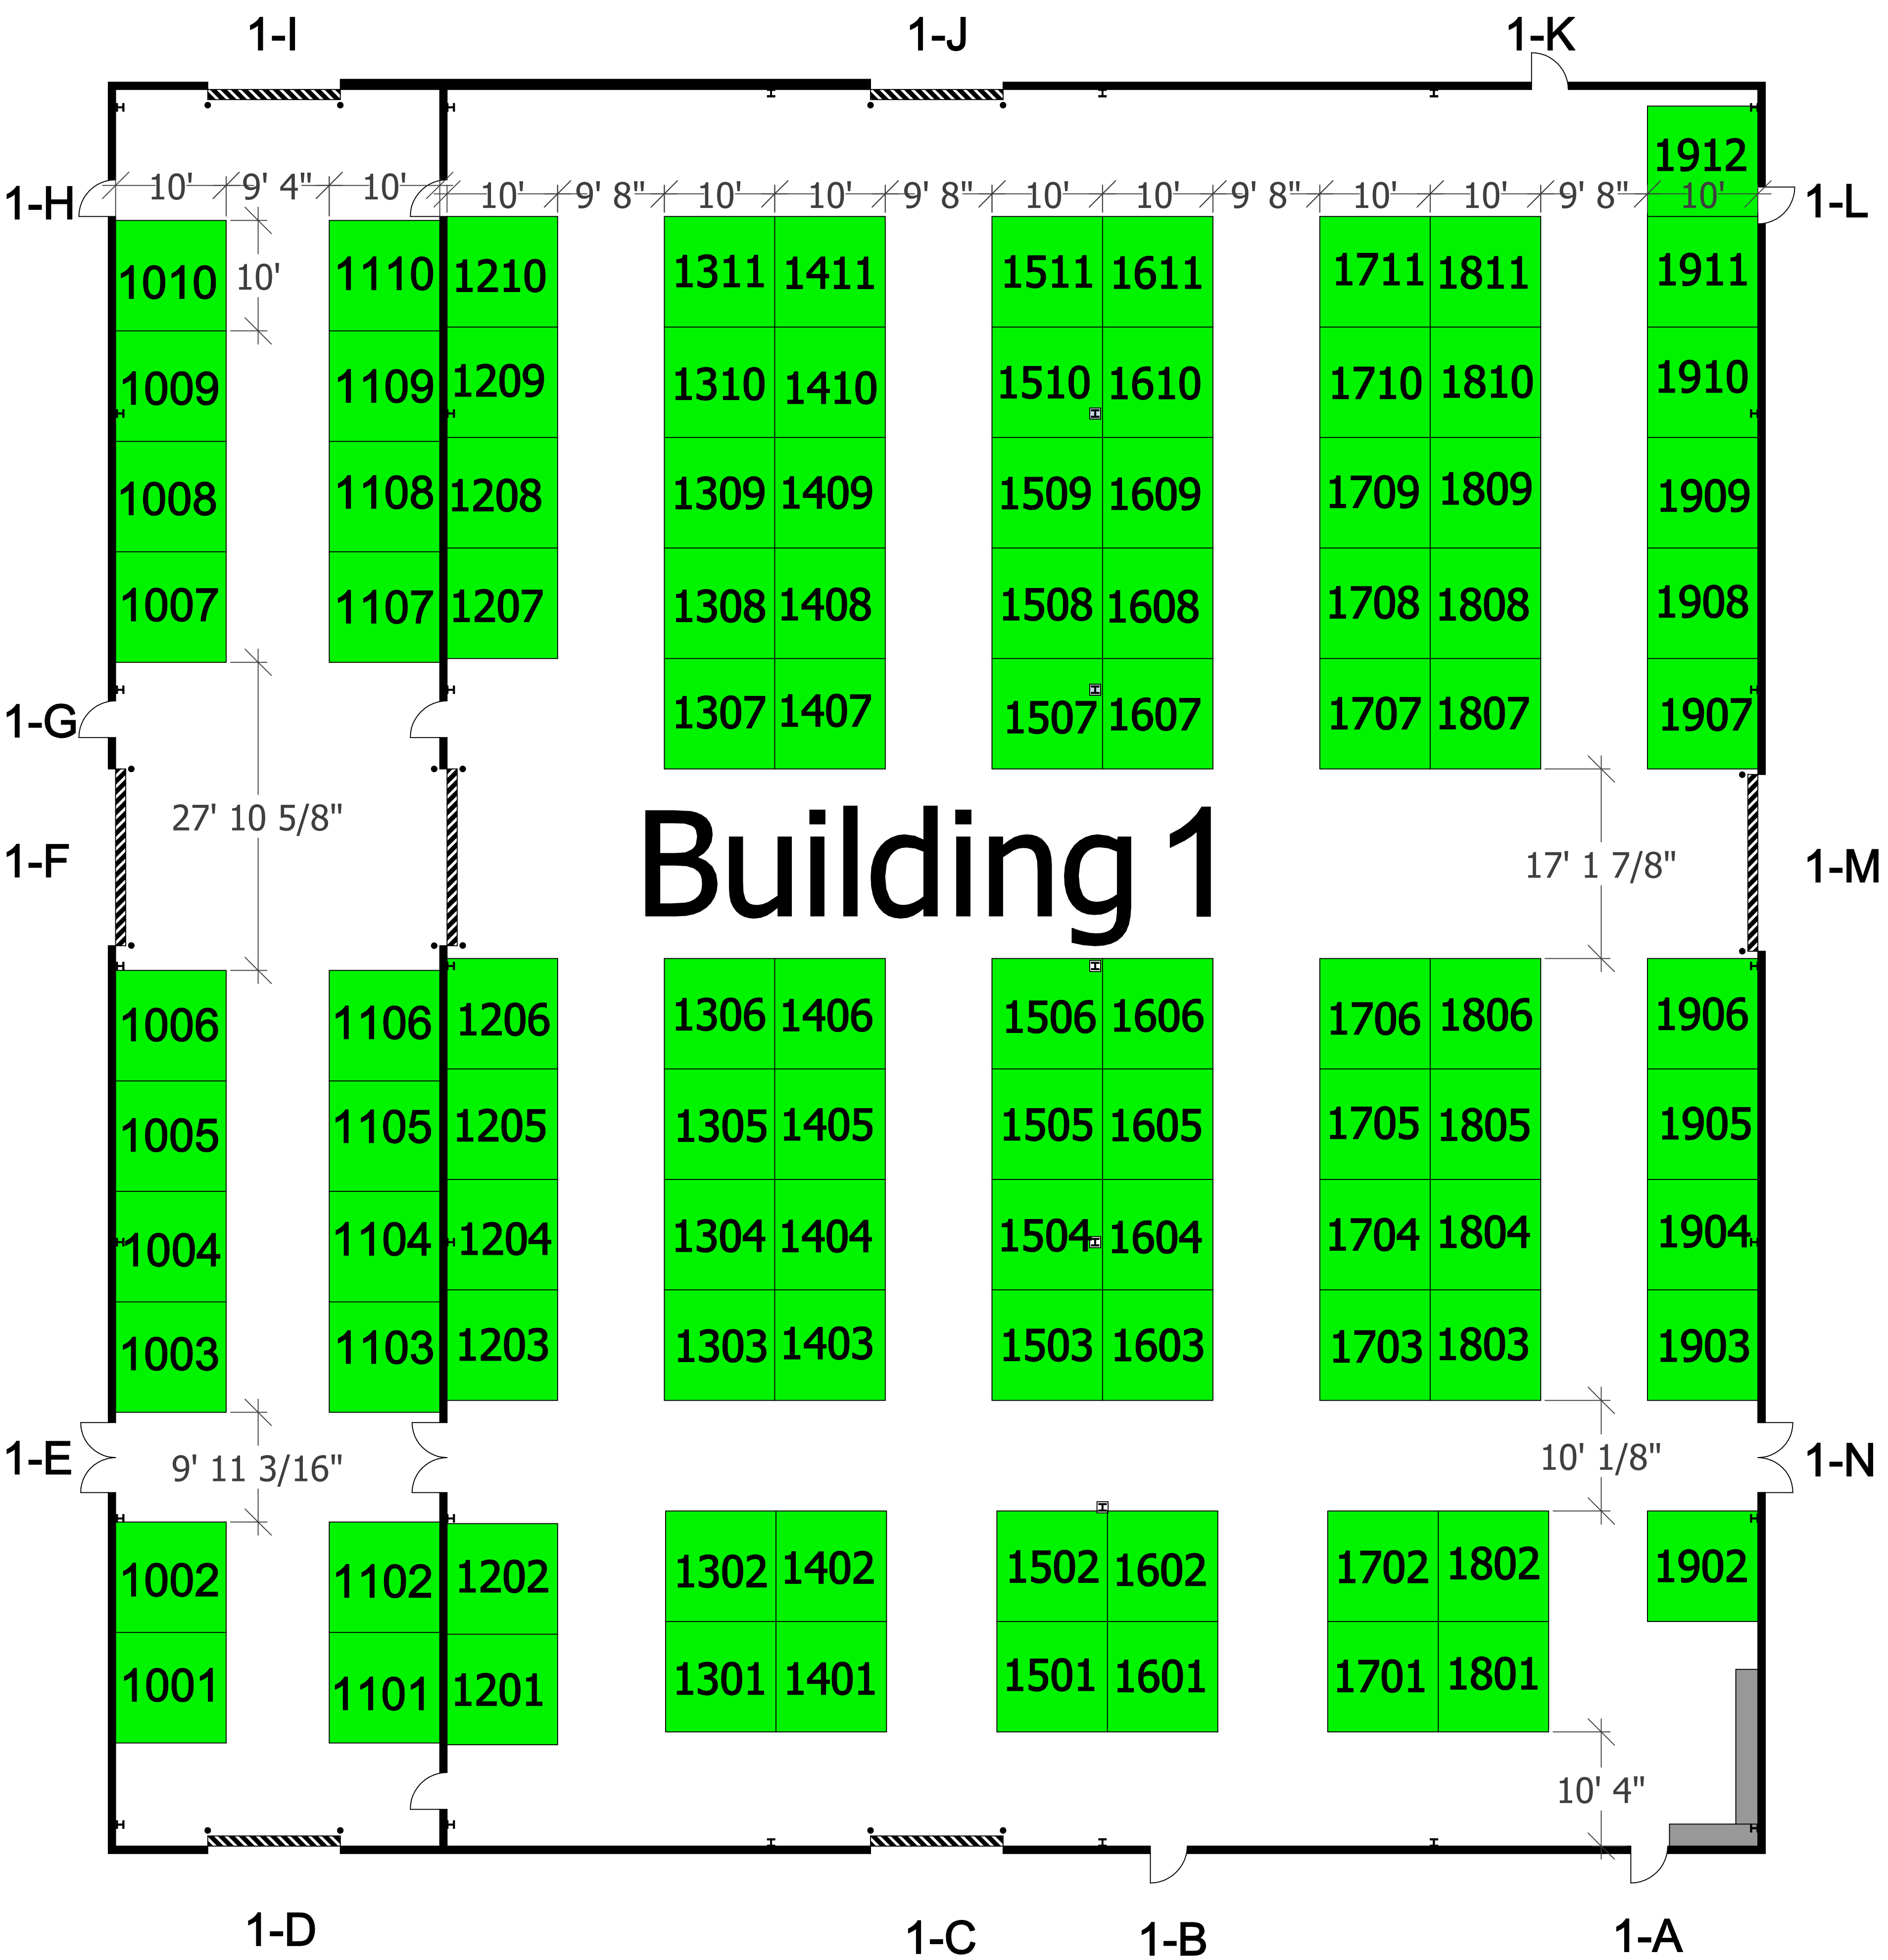 1-I 1-J 1-K
1912
1-H 10' 9' 4" 10' 10' 9' 8" 10' 10' 9' 8" 10' 10' 9' 8" 10' 10' 9' 8" 10' 1-L
1010 10' 1110 1210 1311 1411 1511 1611 1711 1811 1911
1009 1109 1209 1310 1410 1510 1610 1710 1810 1910
1008 1108 1208 1309 1409 1509 1609 1709 1809 1909
1007 1107 1207 1308 1408 1508 1608 1708 1808 1908
1-G 1307 1407 1507 1607 1707 1807 1907
27' 10 5/8"
1-F Building 1 17' 1 7/8" 1-M
1006 1106 1206 1306 1406 1506 1606 1706 1806 1906
1005 1105 1205 1305 1405 1505 1605 1705 1805 1905
1004 1104 1204 1304 1404 1504 1604 1704 1804 1904
1003 1103 1203 1303 1403 1503 1603 1703 1803 1903
1-E 9' 11 3/16" 10' 1/8" 1-N
1002 1102 1202 1302 1402 1502 1602 1702 1802 1902
1001 1101 1201 1301 1401 1501 1601 1701 1801
10' 4"
1-D 1-C 1-B 1-A